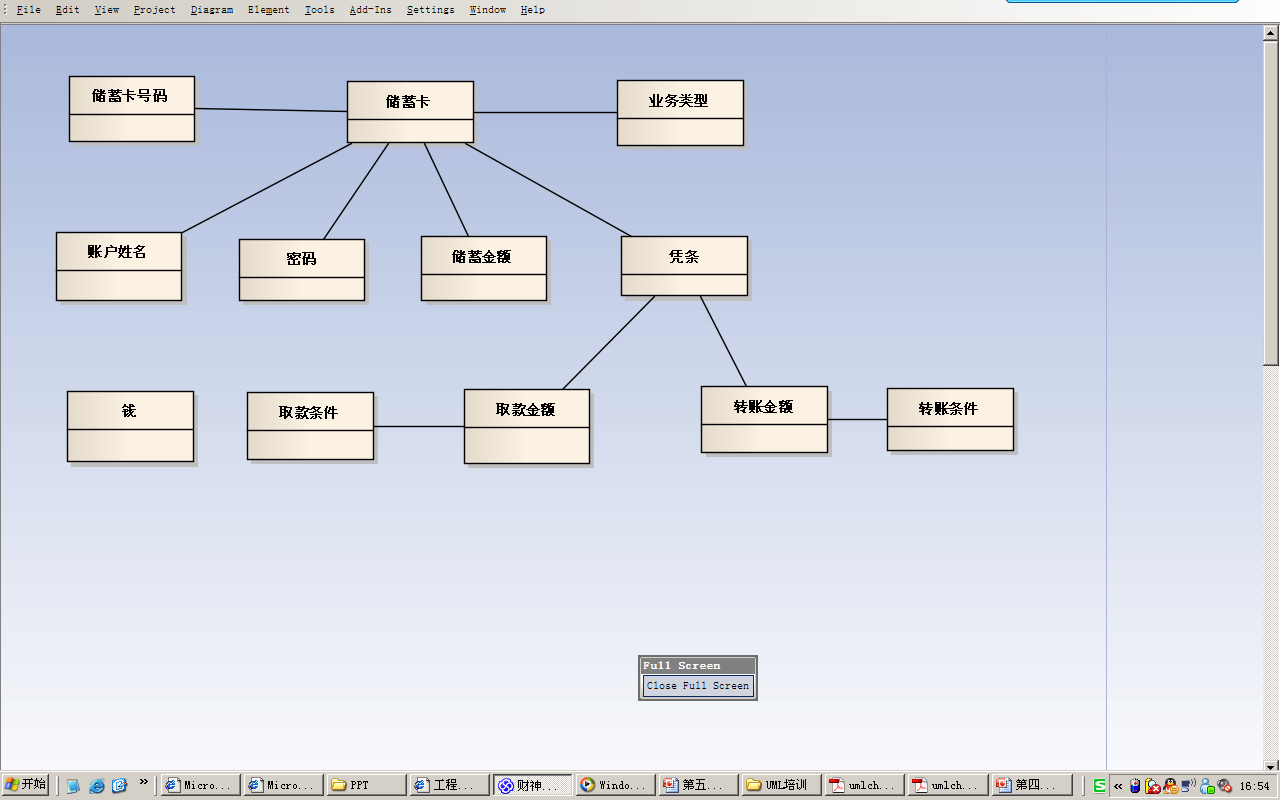 File Edit View Project Diagram Element Tools Add-Ins Settings Window Help
储蓄卡号码
储蓄卡
业务类型
账户姓名
密码
储蓄金额
凭条
钱
取款条件
取款金额
转账金额
转账条件
Full Screen
Close Full Screen
开始 » Micro... Micro... PPT 工程... 财神... Windo... 第五... UML培训 umlch... umlch... 第四... « 16:54